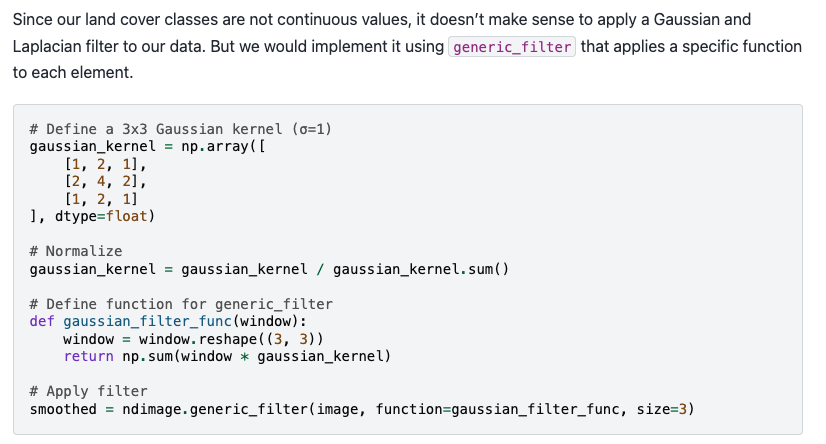 Since our land cover classes are not continuous values, it doesn’t make sense to apply a Gaussian and
Laplacian filter to our data. But we would implement it using generic_filter that applies a specific function
to each element.
# Define a 3x3 Gaussian kernel (σ=1)
gaussian_kernel = np.array([
    [1, 2, 1],
    [2, 4, 2],
    [1, 2, 1]
], dtype=float)
# Normalize
gaussian_kernel = gaussian_kernel / gaussian_kernel.sum()
# Define function for generic_filter
def gaussian_filter_func(window):
    window = window.reshape((3, 3))
    return np.sum(window * gaussian_kernel)
# Apply filter
smoothed = ndimage.generic_filter(image, function=gaussian_filter_func, size=3)